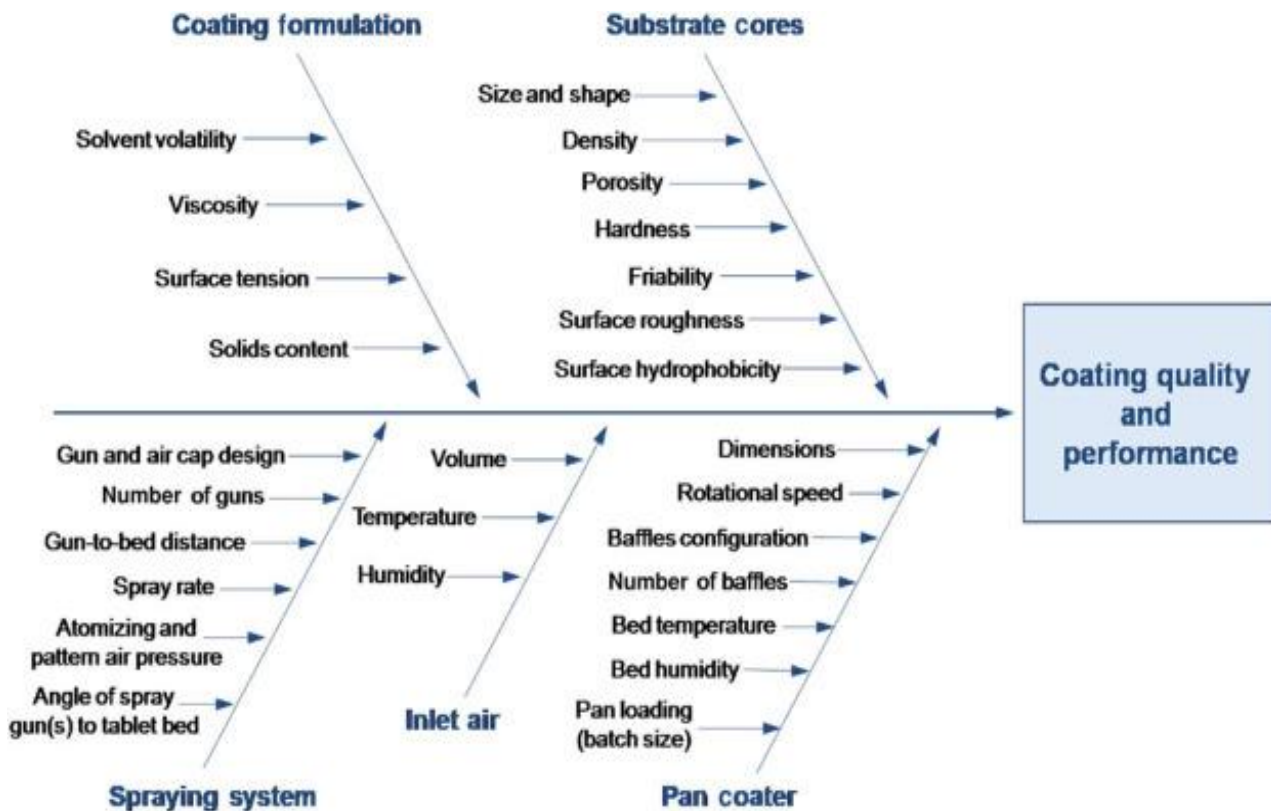 Coating formulation
Substrate cores
Solvent volatility
Viscosity
Surface tension
Solids content
Size and shape
Density
Porosity
Hardness
Friability
Surface roughness
Surface hydrophobicity
Coating quality
and
performance
Gun and air cap design
Number of guns
Gun-to-bed distance
Spray rate
Atomizing and
pattern air pressure
Angle of spray
gun(s) to tablet bed
Spraying system
Volume
Temperature
Humidity
Inlet air
Dimensions
Rotational speed
Baffles configuration
Number of baffles
Bed temperature
Bed humidity
Pan loading
(batch size)
Pan coater